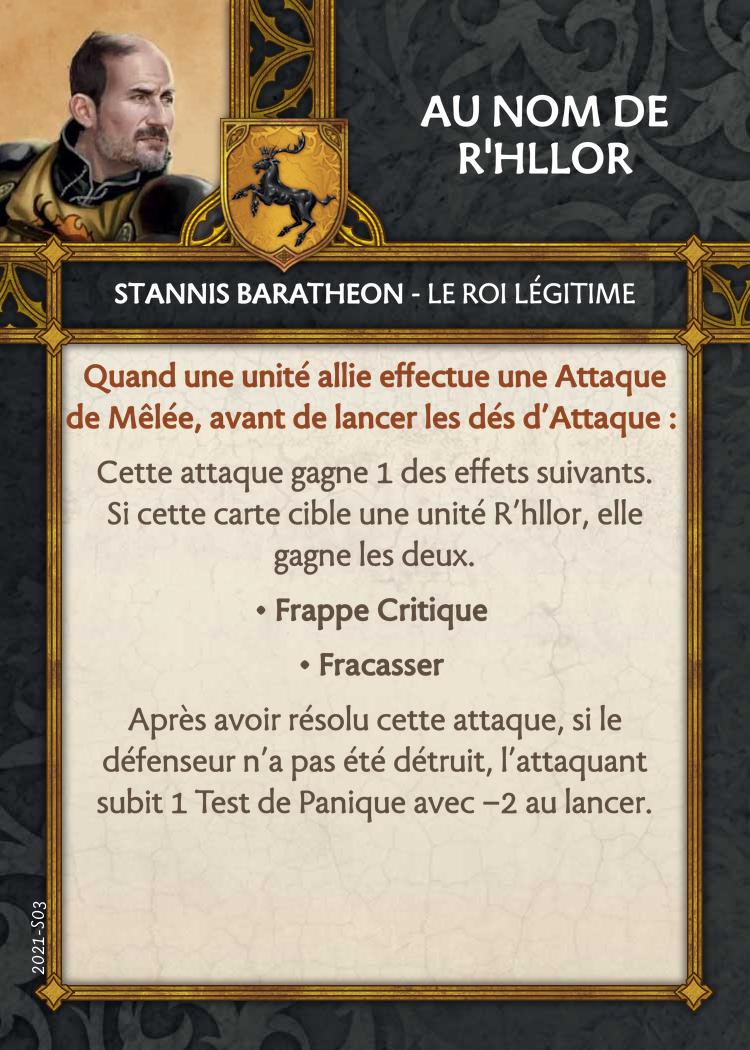 AU NOM DE
R'HLLOR
STANNIS BARATHEON - LE ROI LÉGITIME
Quand une unité allie effectue une Attaque
de Mêlée, avant de lancer les dés d’Attaque :
Cette attaque gagne 1 des effets suivants.
Si cette carte cible une unité R’hllor, elle
gagne les deux.
• Frappe Critique
• Fracasser
Après avoir résolu cette attaque, si le
défenseur n’a pas été détruit, l’attaquant
subit 1 Test de Panique avec –2 au lancer.
2021-S03